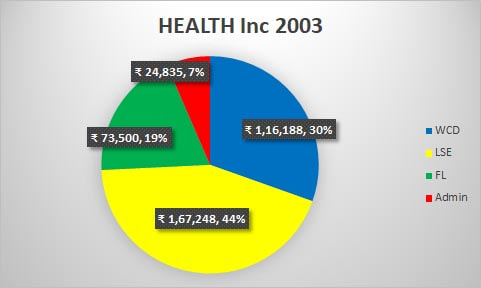 HEALTH Inc 2003
₹ 24,835, 7%
₹ 1,16,188, 30%
₹ 73,500, 19%
₹ 1,67,248, 44%
WCD
LSE
FL
Admin